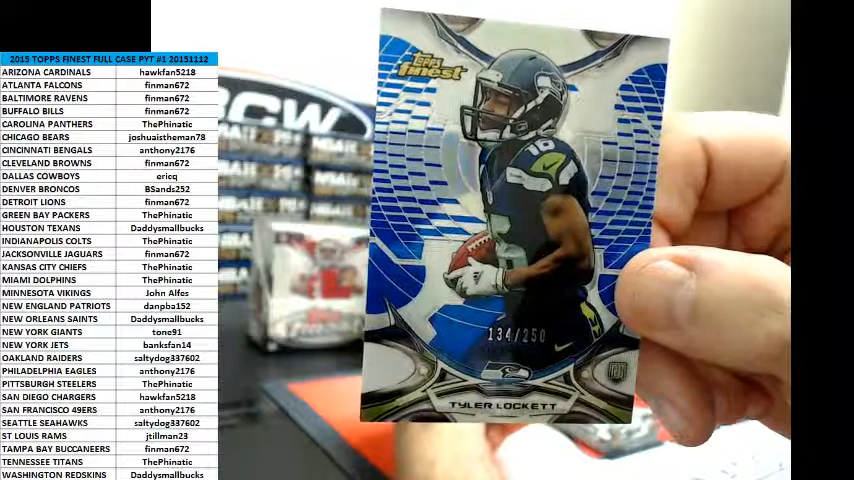 2015 TOPPS FINEST FULL CASE PYT #1 20151112
ARIZONA CARDINALS hawkfan5218
ATLANTA FALCONS finman672
BALTIMORE RAVENS finman672
BUFFALO BILLS finman672
CAROLINA PANTHERS ThePhinatic
CHICAGO BEARS joshuaistheman78
CINCINNATI BENGALS anthony2176
CLEVELAND BROWNS finman672
DALLAS COWBOYS ericq
DENVER BRONCOS BSands252
DETROIT LIONS finman672
GREEN BAY PACKERS ThePhinatic
HOUSTON TEXANS Daddysmallbucks
INDIANAPOLIS COLTS ThePhinatic
JACKSONVILLE JAGUARS finman672
KANSAS CITY CHIEFS ThePhinatic
MIAMI DOLPHINS ThePhinatic
MINNESOTA VIKINGS John Alfes
NEW ENGLAND PATRIOTS danpba152
NEW ORLEANS SAINTS Daddysmallbucks
NEW YORK GIANTS tone91
NEW YORK JETS banksfan14
OAKLAND RAIDERS saltydog337602
PHILADELPHIA EAGLES anthony2176
PITTSBURGH STEELERS ThePhinatic
SAN DIEGO CHARGERS hawkfan5218
SAN FRANCISCO 49ERS anthony2176
SEATTLE SEAHAWKS saltydog337602
ST LOUIS RAMS jtillman23
TAMPA BAY BUCCANEERS finman672
TENNESSEE TITANS ThePhinatic
WASHINGTON REDSKINS Daddysmallbucks
BCW
TOPPS
finest
16
134/250
TYLER LOCKETT